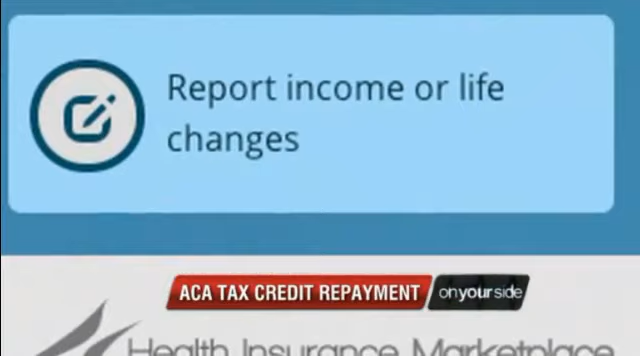 Report income or life
changes
ACA TAX CREDIT REPAYMENT onyourside
Health Insurance Marketplace